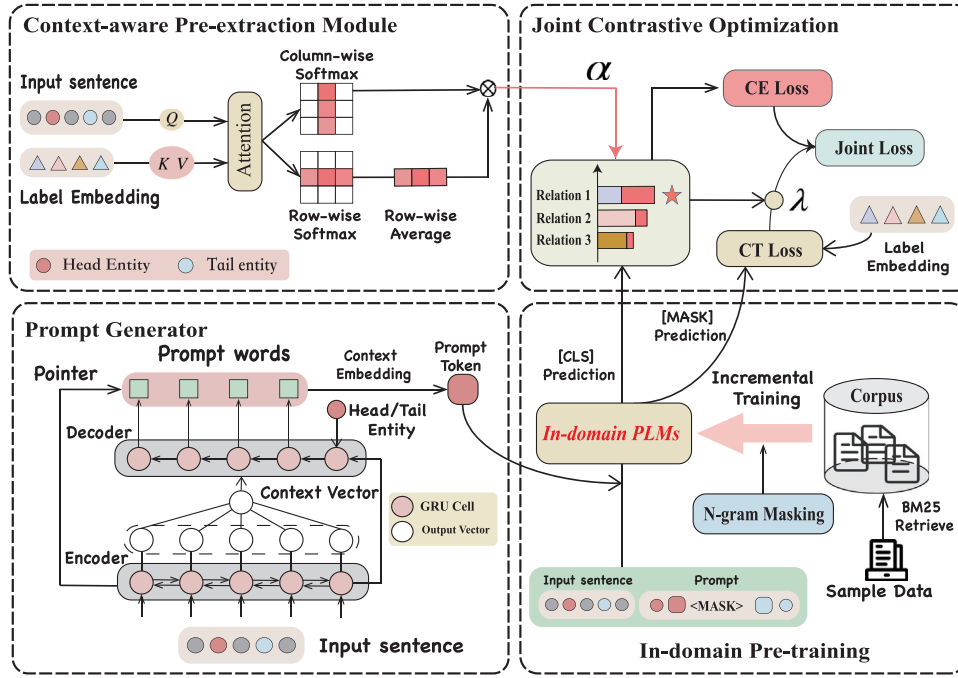 Context-aware Pre-extraction Module
Input sentence
Q
K V
Label Embedding
Attention
Column-wise
Softmax
Row-wise
Softmax
Row-wise
Average
Head Entity
Tail entity
Joint Contrastive Optimization
α
CE Loss
Joint Loss
Relation 1
Relation 2
Relation 3
λ
CT Loss
Label
Embedding
Prompt Generator
Prompt words
Pointer
Context
Embedding
Prompt
Token
Head/Tail
Entity
Decoder
Context Vector
GRU Cell
Output Vector
Encoder
Input sentence
[CLS]
Prediction
[MASK]
Prediction
Incremental
Training
Corpus
In-domain PLMs
N-gram Masking
BM25
Retrieve
Sample Data
Input sentence
Prompt
<MASK>
In-domain Pre-training